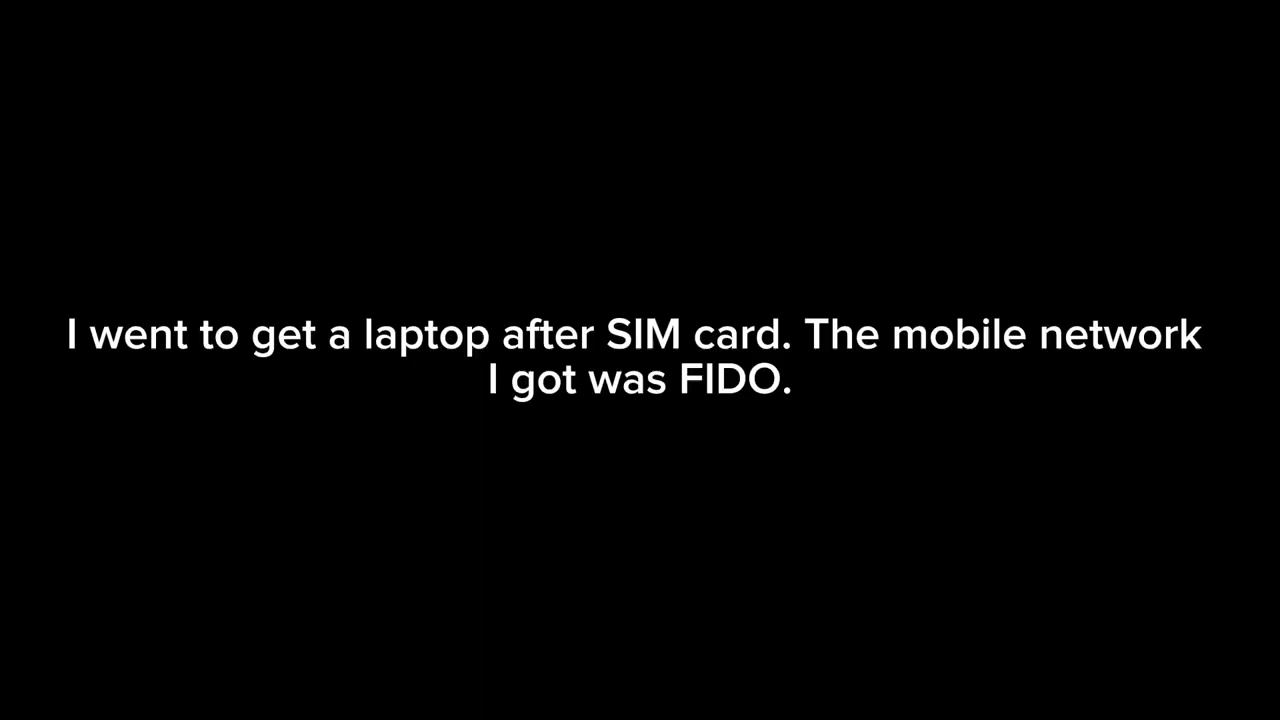 I went to get a laptop after SIM card. The mobile network
I got was FIDO.